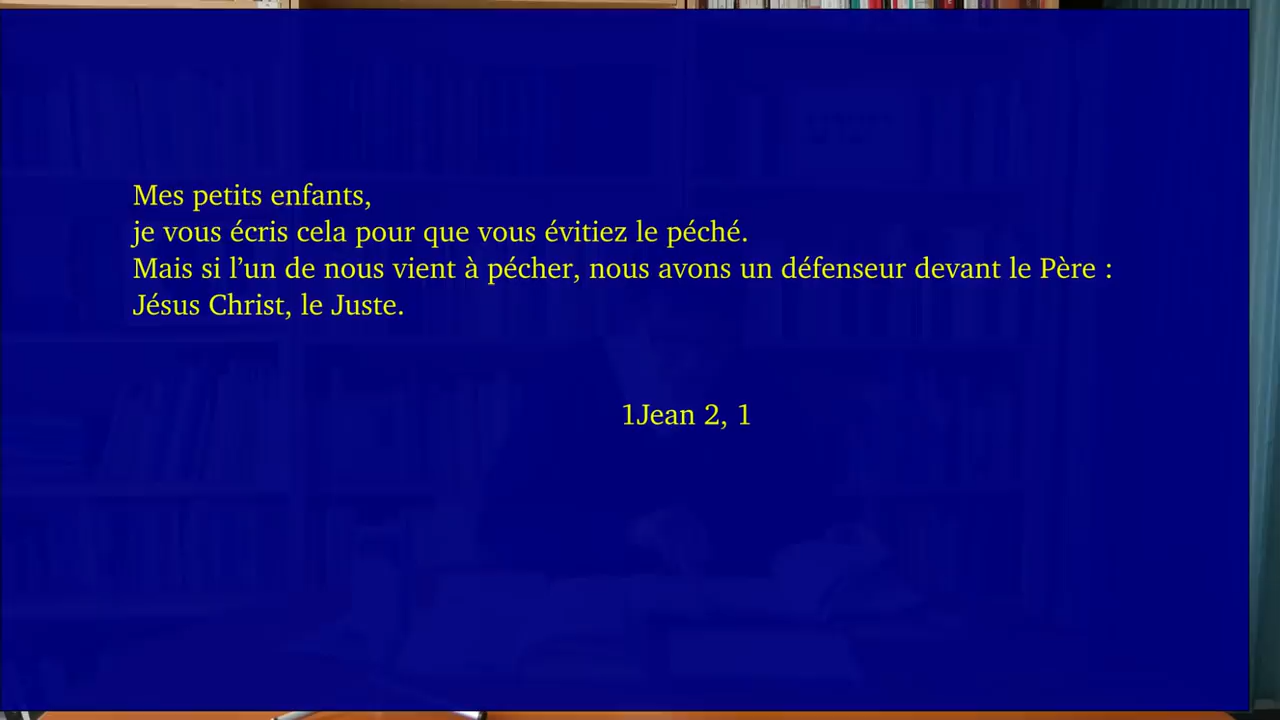 Mes petits enfants,
je vous écris cela pour que vous évitiez le péché.
Mais si l’un de nous vient à pécher, nous avons un défenseur devant le Père :
Jésus Christ, le Juste.
1Jean 2, 1